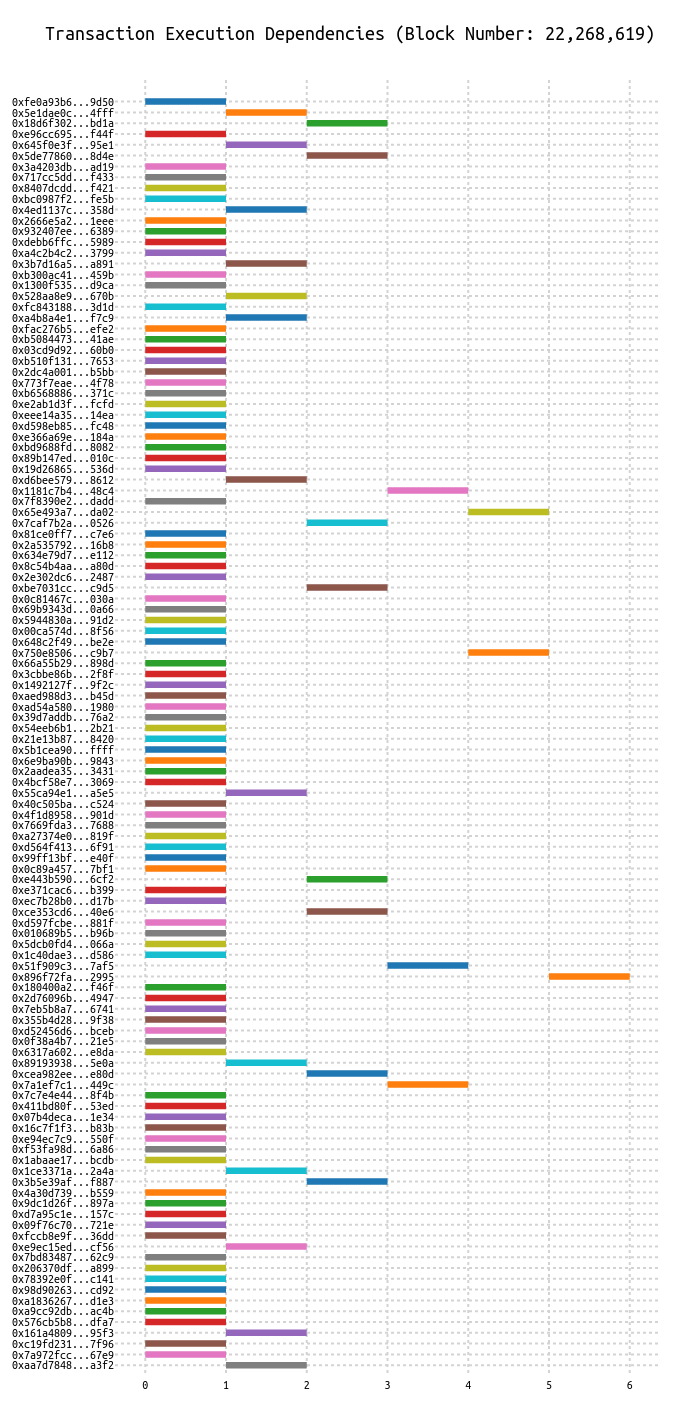 Transaction Execution Dependencies (Block Number: 22,268,619)
0xfe0a93b6...9d50
0x5e1dae0c...4fff
0x18d6f302...bd1a
0xe96cc695...f44f
0x645f0e3f...95e1
0x5de77860...8d4e
0x3a4203db...ad19
0x717cc5dd...f433
0x8407dcdd...f421
0xbc0987f2...fe5b
0x4ed1137c...358d
0x2666e5a2...1eee
0x932407ee...6389
0xdebb6ffc...5989
0xa4c2b4c2...3799
0x3b7d16a5...a891
0xb300ac41...459b
0x1300f535...d9ca
0x528aa8e9...670b
0xfc843188...3d1d
0xa4b8a4e1...f7c9
0xfac276b5...efe2
0xb5084473...41ae
0x03cd9d92...60b0
0xb510f131...7653
0x2dc4a001...b5bb
0x773f7eae...4f78
0xb6568886...371c
0xe2ab1d3f...fcfd
0xeee14a35...14ea
0xd598eb85...fc48
0xe366a69e...184a
0xbd9688fd...8082
0x89b147ed...010c
0x19d26865...536d
0xd6bee579...8612
0x1181c7b4...48c4
0x7f8390e2...dadd
0x65e493a7...da02
0x7caf7b2a...0526
0x81ce0ff7...c7e6
0x2a535792...16b8
0x634e79d7...e112
0x8c54b4aa...a80d
0x2e302dc6...2487
0xbe7031cc...c9d5
0x0c81467c...030a
0x69b9343d...0a66
0x5944830a...91d2
0x00ca574d...8f56
0x648c2f49...be2e
0x750e8506...c9b7
0x66a55b29...898d
0x3cbbe86b...2f8f
0x1492127f...9f2c
0xaed988d3...b45d
0xad54a580...1980
0x39d7addb...76a2
0x54eeb6b1...2b21
0x21e13b87...8420
0x5b1cea90...ffff
0x6e9ba90b...9843
0x2aadea35...3431
0x4bcf58e7...3069
0x55ca94e1...a5e5
0x40c505ba...c524
0x4f1d8958...901d
0x7669fda3...7688
0xa27374e0...819f
0xd564f413...6f91
0x99ff13bf...e40f
0x0c89a457...7bf1
0xe443b590...6cf2
0xe371cac6...b399
0xec7b28b0...d17b
0xce353cd6...40e6
0xd597fcbe...881f
0x010689b5...b96b
0x5dcb0fd4...066a
0x1c40dae3...d586
0x51f909c3...7af5
0x896f72fa...2995
0x180400a2...f46f
0x2d76096b...4947
0x7eb5b8a7...6741
0x355b4d28...9f38
0xd52456d6...bceb
0x0f38a4b7...21e5
0x6317a602...e8da
0x89193938...5e0a
0xcea982ee...e80d
0x7a1ef7c1...449c
0x7c7e4e44...8f4b
0x411bd80f...53ed
0x07b4deca...1e34
0x16c7f1f3...b83b
0xe94ec7c9...550f
0xf53fa98d...6a86
0x1abaae17...bcdb
0x1ce3371a...2a4a
0x3b5e39af...f887
0x4a30d739...b559
0x9dc1d26f...897a
0xd7a95c1e...157c
0x09f76c70...721e
0xfccb8e9f...36dd
0xe9ec15ed...cf56
0x7bd83487...62c9
0x206370df...a899
0x78392e0f...c141
0x98d90263...cd92
0xa1836267...d1e3
0xa9cc92db...ac4b
0x576cb5b8...dfa7
0x161a4809...95f3
0xc19fd231...7f96
0x7a972fcc...67e9
0xaa7d7848...a3f2
0 1 2 3 4 5 6